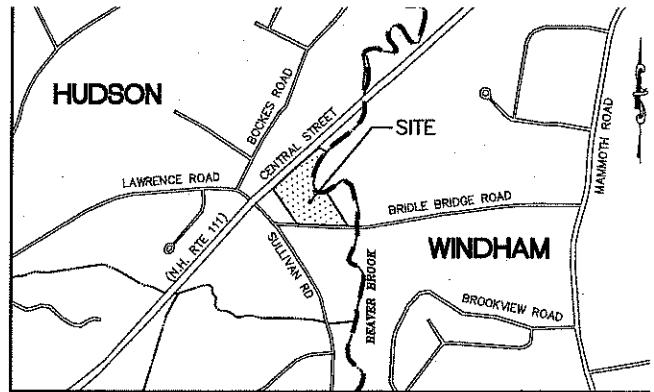 HUDSON
BOCKES ROAD
CENTRAL STREET
SITE
MAMMOTH ROAD
LAWRENCE ROAD
BRIDLE BRIDGE ROAD
(N.H. RTE 111)
SULLIVAN RD
WINDHAM
BEAVER BROOK
BROOKVIEW ROAD